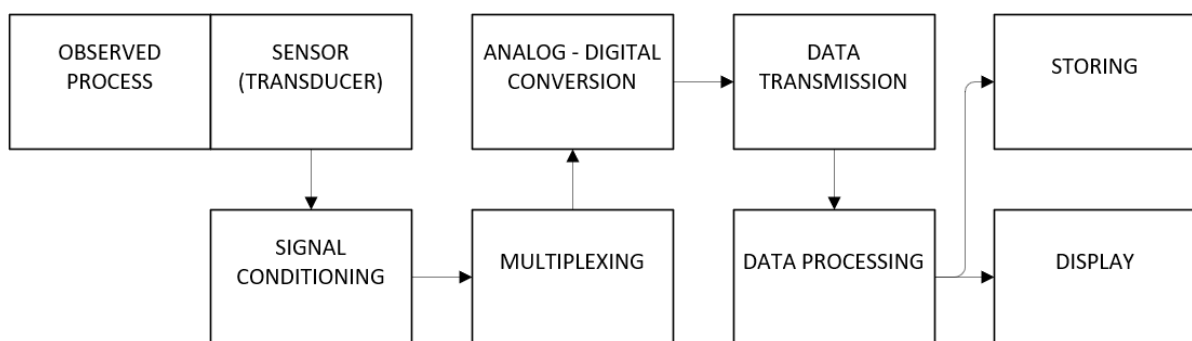 OBSERVED
PROCESS
SENSOR
(TRANSDUCER)
SIGNAL
CONDITIONING
MULTIPLEXING
ANALOG - DIGITAL
CONVERSION
DATA
TRANSMISSION
DATA PROCESSING
STORING
DISPLAY